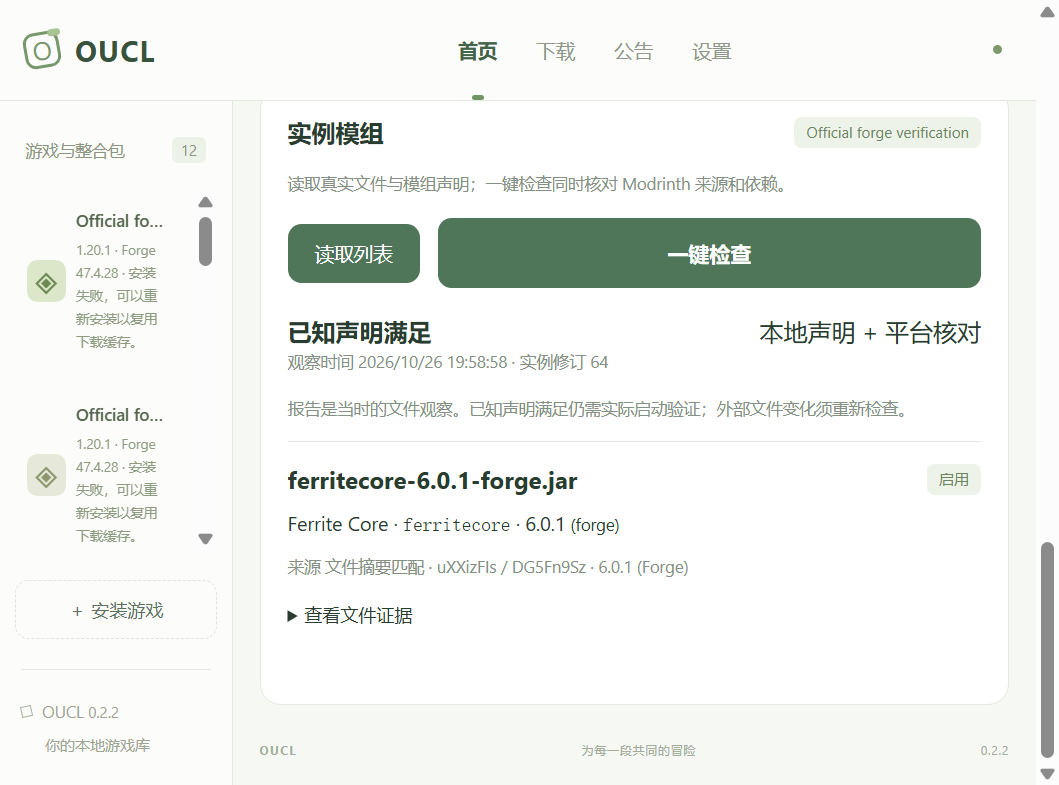 OUCL
首页
下载
公告
设置
游戏与整合包
12
Official fo...
1.20.1 · Forge
47.4.28 · 安装
失败，可以重
新安装以复用
下载缓存。
Official fo...
1.20.1 · Forge
47.4.28 · 安装
失败，可以重
新安装以复用
下载缓存。
+ 安装游戏
OUCL 0.2.2
你的本地游戏库
实例模组
Official forge verification
读取真实文件与模组声明；一键检查同时核对 Modrinth 来源和依赖。
读取列表
一键检查
已知声明满足
本地声明 + 平台核对
观察时间 2026/10/26 19:58:58 · 实例修订 64
报告是当时的文件观察。已知声明满足仍需实际启动验证；外部文件变化须重新检查。
ferritecore-6.0.1-forge.jar
启用
Ferrite Core · ferritecore · 6.0.1 (forge)
来源 文件摘要匹配 · uXXizFIs / DG5Fn9Sz · 6.0.1 (Forge)
▶ 查看文件证据
OUCL
为每一段共同的冒险
0.2.2